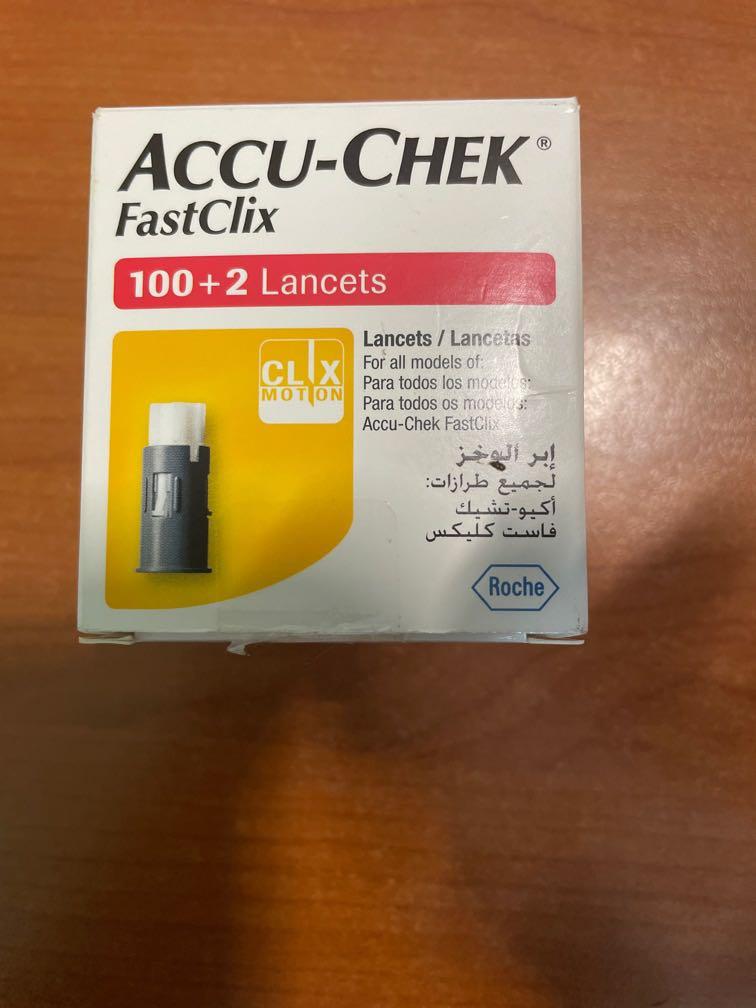 ACCU-CHEK®
FastClix
100+2 Lancets
CLIX
MOTION
Lancets / Lancetas
For all models of:
Para todos los modelos:
Para todos os modelos:
Accu-Chek FastClix
إبر الوخز
لجميع طرازات:
أكيو-تشيك
فاست كليكس
Roche